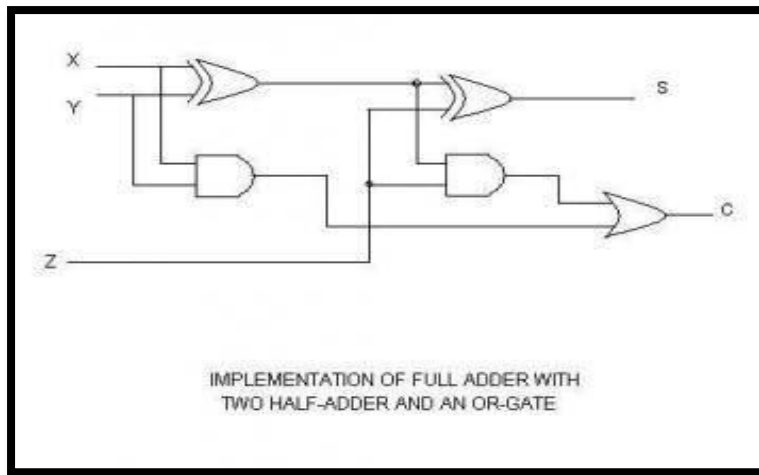 X
Y
S
C
Z
IMPLEMENTATION OF FULL ADDER WITH
TWO HALF-ADDER AND AN OR-GATE